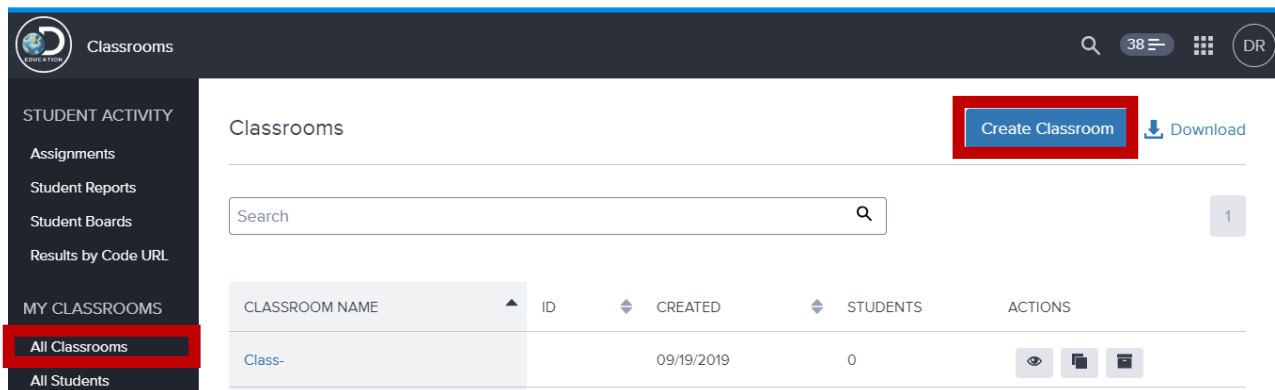 EDUCATION
Classrooms
38
DR
STUDENT ACTIVITY
Assignments
Student Reports
Student Boards
Results by Code URL
MY CLASSROOMS
All Classrooms
All Students
Classrooms
Create Classroom
Download
Search
1
CLASSROOM NAME ID CREATED STUDENTS ACTIONS
Class- 09/19/2019 0